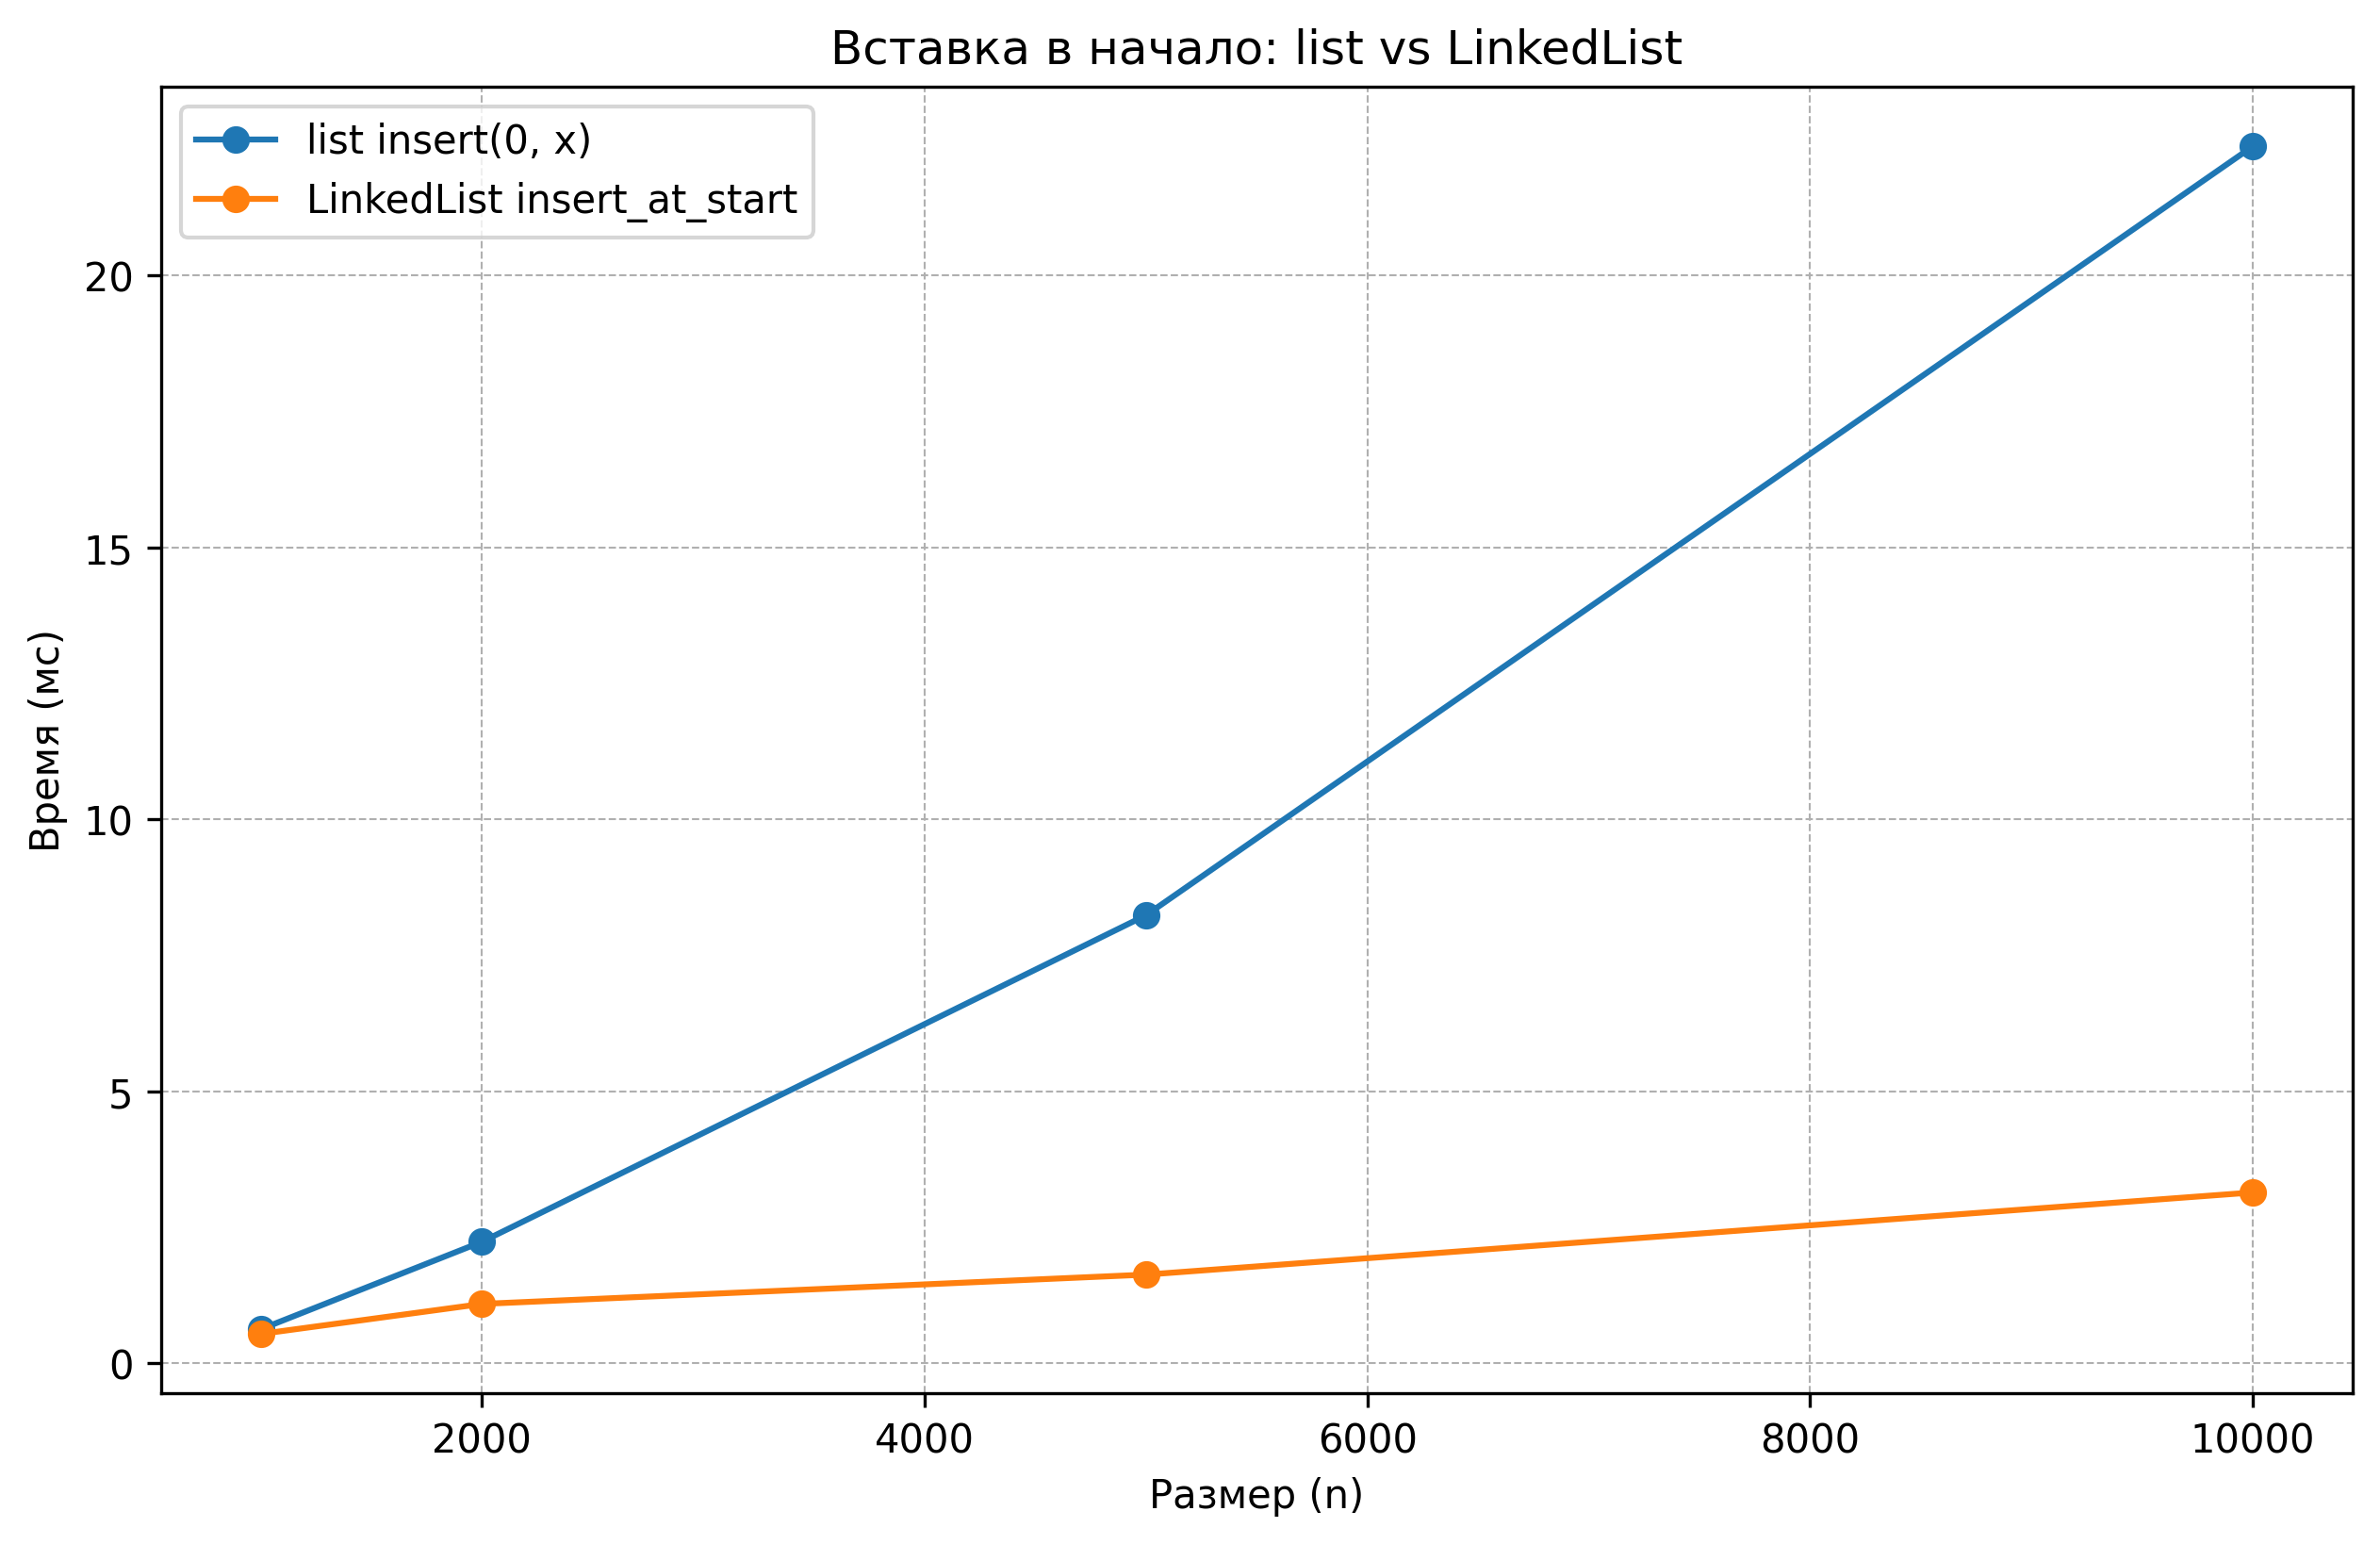 Вставка в начало: list vs LinkedList
list insert(0, x)
LinkedList insert_at_start
20
15
10
5
0
Время (мс)
2000 4000 6000 8000 10000
Размер (n)